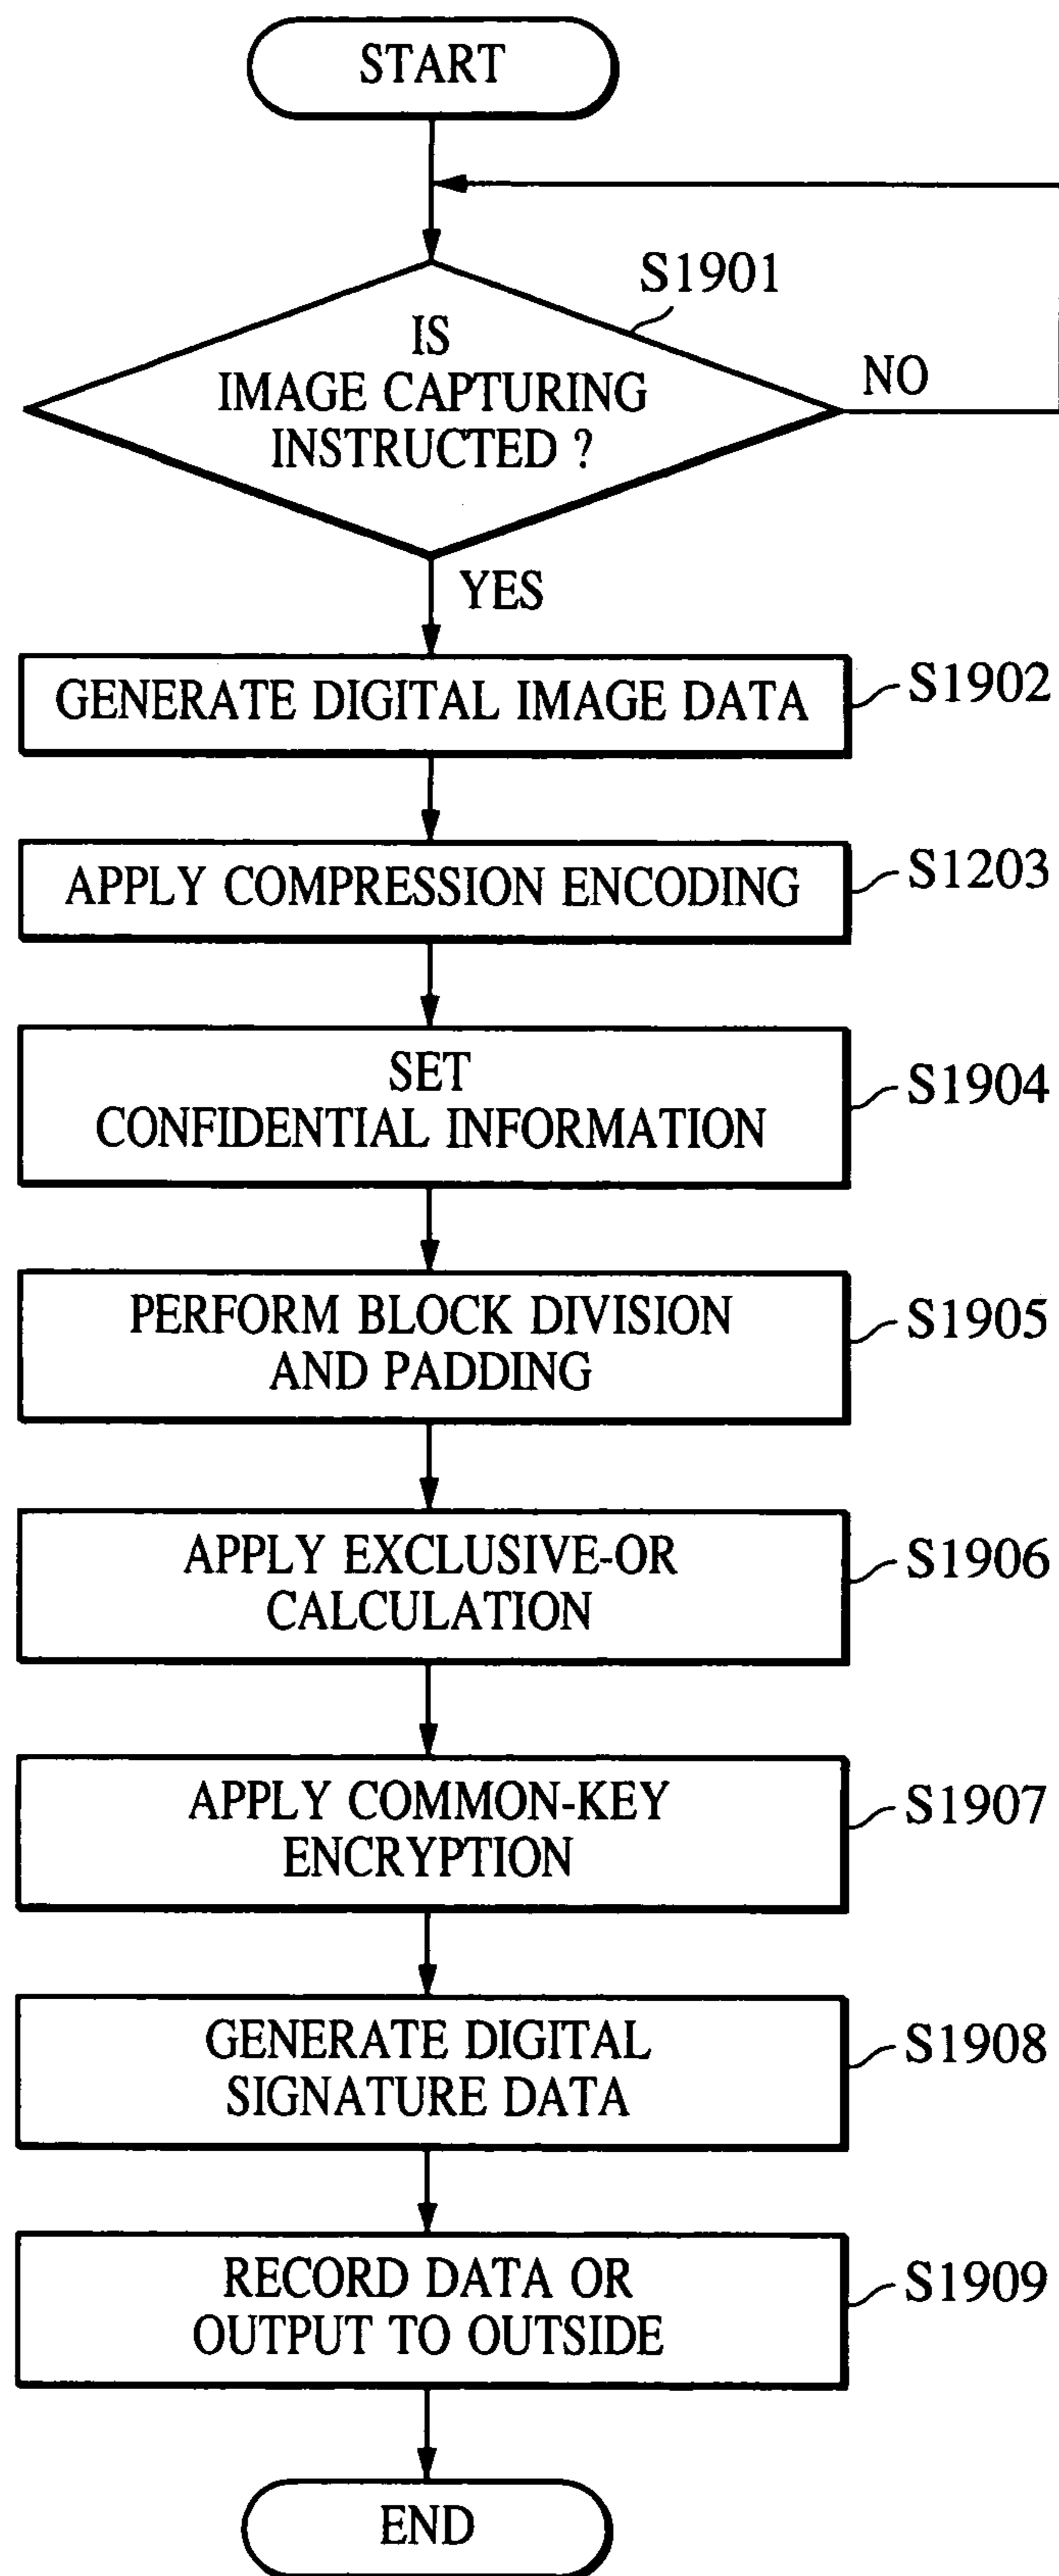 START
S1901
IS
IMAGE CAPTURING
INSTRUCTED ?
NO
YES
GENERATE DIGITAL IMAGE DATA
S1902
APPLY COMPRESSION ENCODING
S1203
SET
CONFIDENTIAL INFORMATION
S1904
PERFORM BLOCK DIVISION
AND PADDING
S1905
APPLY EXCLUSIVE-OR
CALCULATION
S1906
APPLY COMMON-KEY
ENCRYPTION
S1907
GENERATE DIGITAL
SIGNATURE DATA
S1908
RECORD DATA OR
OUTPUT TO OUTSIDE
S1909
END